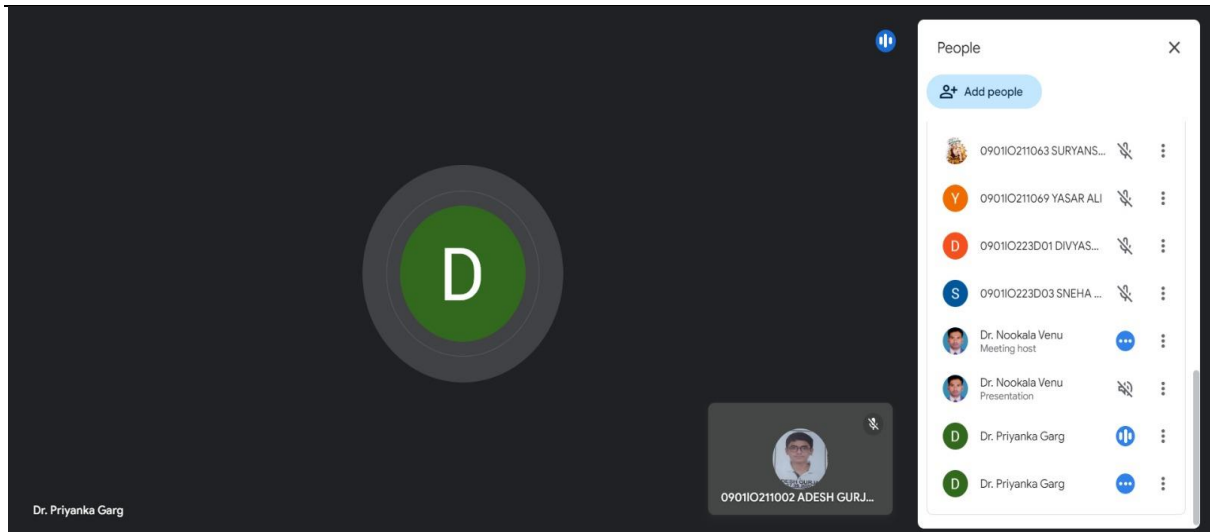 D
Dr. Priyanka Garg
0901IO211002 ADESH GURJ...
People
Add people
0901IO211063 SURYANS...
Y
0901IO211069 YASAR ALI
D
0901IO223D01 DIVYAS...
S
0901IO223D03 SNEHA ...
Dr. Nookala Venu
Meeting host
Dr. Nookala Venu
Presentation
D
Dr. Priyanka Garg
D
Dr. Priyanka Garg